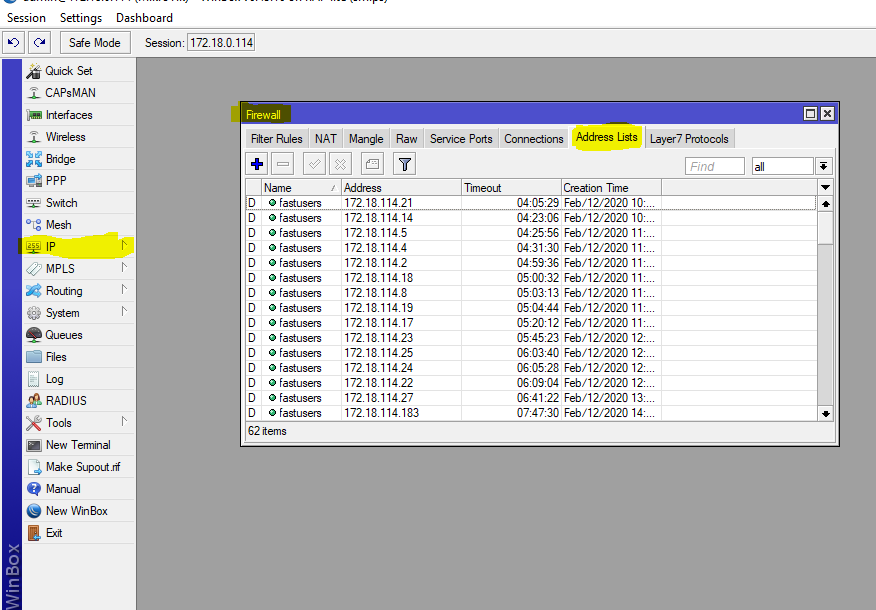 Session Settings Dashboard
Safe Mode Session: 172.18.0.114
Quick Set
CAPsMAN
Interfaces
Wireless
Bridge
PPP
Switch
Mesh
255 IP
MPLS
Routing
System
Queues
Files
Log
RADIUS
Tools
New Terminal
Make Supout.rif
Manual
New WinBox
Exit
WinBox
Firewall
Filter Rules NAT Mangle Raw Service Ports Connections Address Lists Layer7 Protocols
Find all
Name Address Timeout Creation Time
D fastusers 172.18.114.21 04:05:29 Feb/12/2020 10:...
D fastusers 172.18.114.14 04:23:06 Feb/12/2020 10:...
D fastusers 172.18.114.5 04:25:56 Feb/12/2020 11:...
D fastusers 172.18.114.4 04:31:30 Feb/12/2020 11:...
D fastusers 172.18.114.2 04:59:36 Feb/12/2020 11:...
D fastusers 172.18.114.18 05:00:32 Feb/12/2020 11:...
D fastusers 172.18.114.8 05:03:13 Feb/12/2020 11:...
D fastusers 172.18.114.19 05:04:44 Feb/12/2020 11:...
D fastusers 172.18.114.17 05:20:12 Feb/12/2020 11:...
D fastusers 172.18.114.23 05:45:23 Feb/12/2020 12:...
D fastusers 172.18.114.25 06:03:40 Feb/12/2020 12:...
D fastusers 172.18.114.24 06:05:28 Feb/12/2020 12:...
D fastusers 172.18.114.22 06:09:04 Feb/12/2020 12:...
D fastusers 172.18.114.27 06:41:22 Feb/12/2020 13:...
D fastusers 172.18.114.183 07:47:30 Feb/12/2020 14:...
62 items